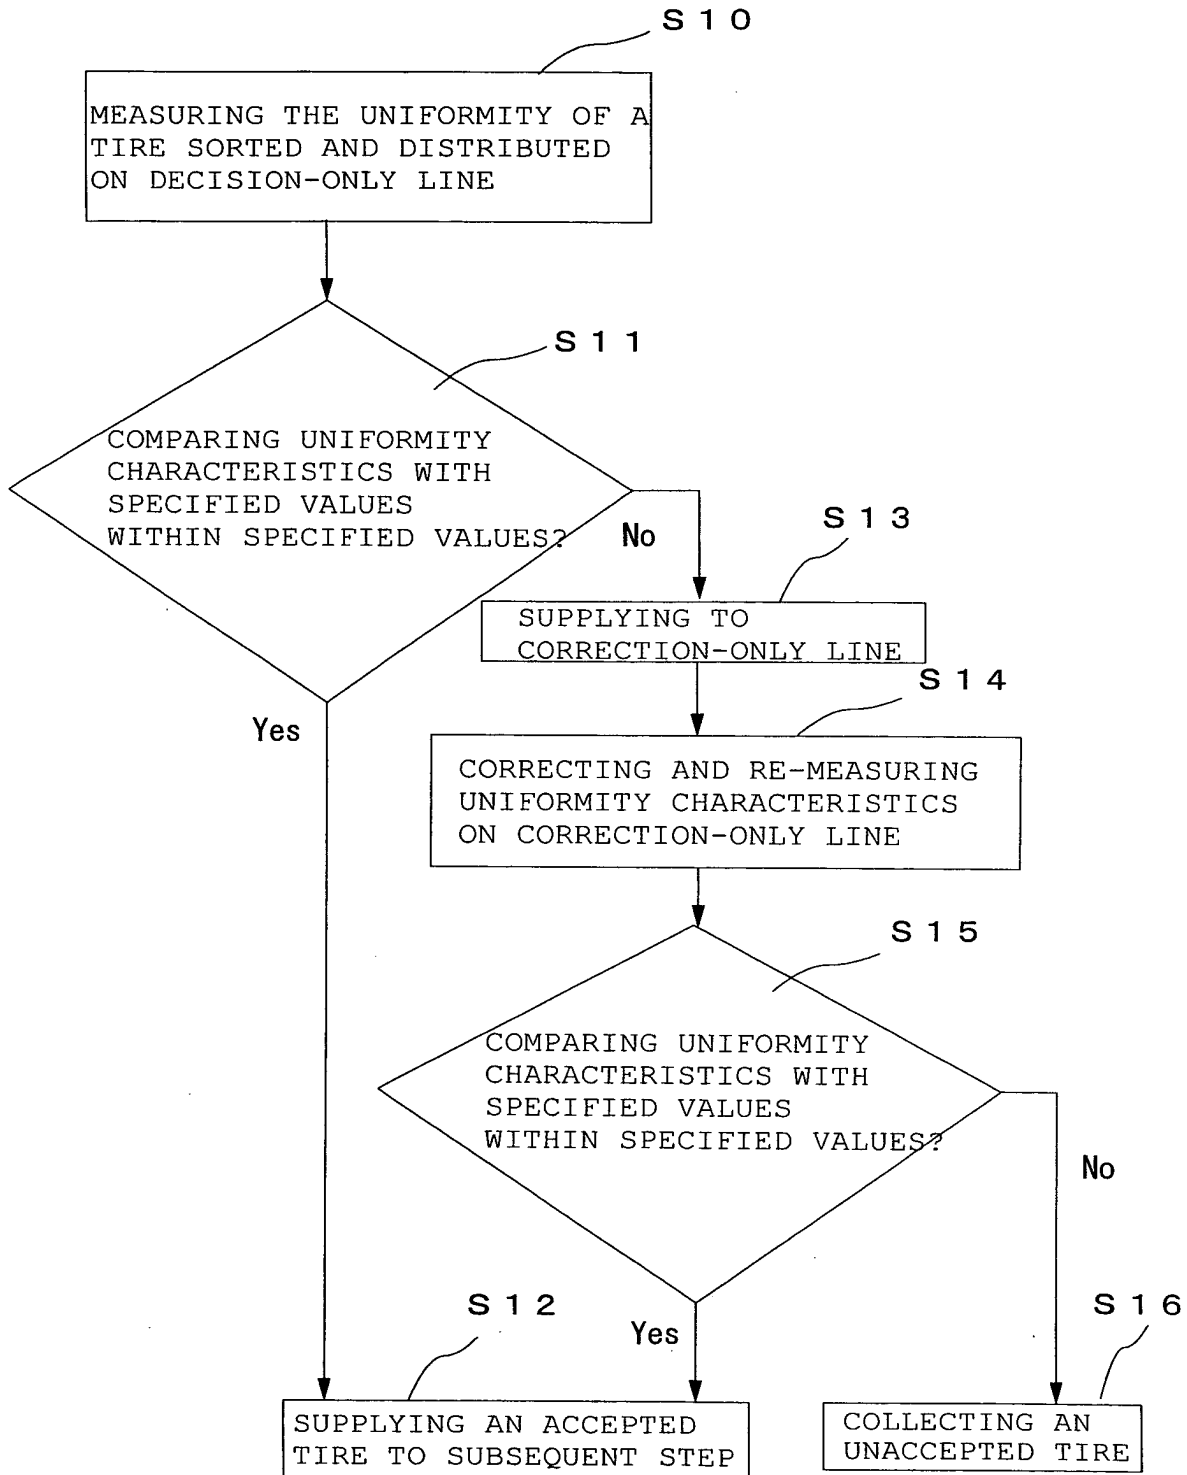 S10
MEASURING THE UNIFORMITY OF A
TIRE SORTED AND DISTRIBUTED
ON DECISION-ONLY LINE
S11
COMPARING UNIFORMITY
CHARACTERISTICS WITH
SPECIFIED VALUES
WITHIN SPECIFIED VALUES?
No
S13
SUPPLYING TO
CORRECTION-ONLY LINE
S14
Yes
CORRECTING AND RE-MEASURING
UNIFORMITY CHARACTERISTICS
ON CORRECTION-ONLY LINE
S15
COMPARING UNIFORMITY
CHARACTERISTICS WITH
SPECIFIED VALUES
WITHIN SPECIFIED VALUES?
No
S12
Yes
S16
SUPPLYING AN ACCEPTED
TIRE TO SUBSEQUENT STEP
COLLECTING AN
UNACCEPTED TIRE